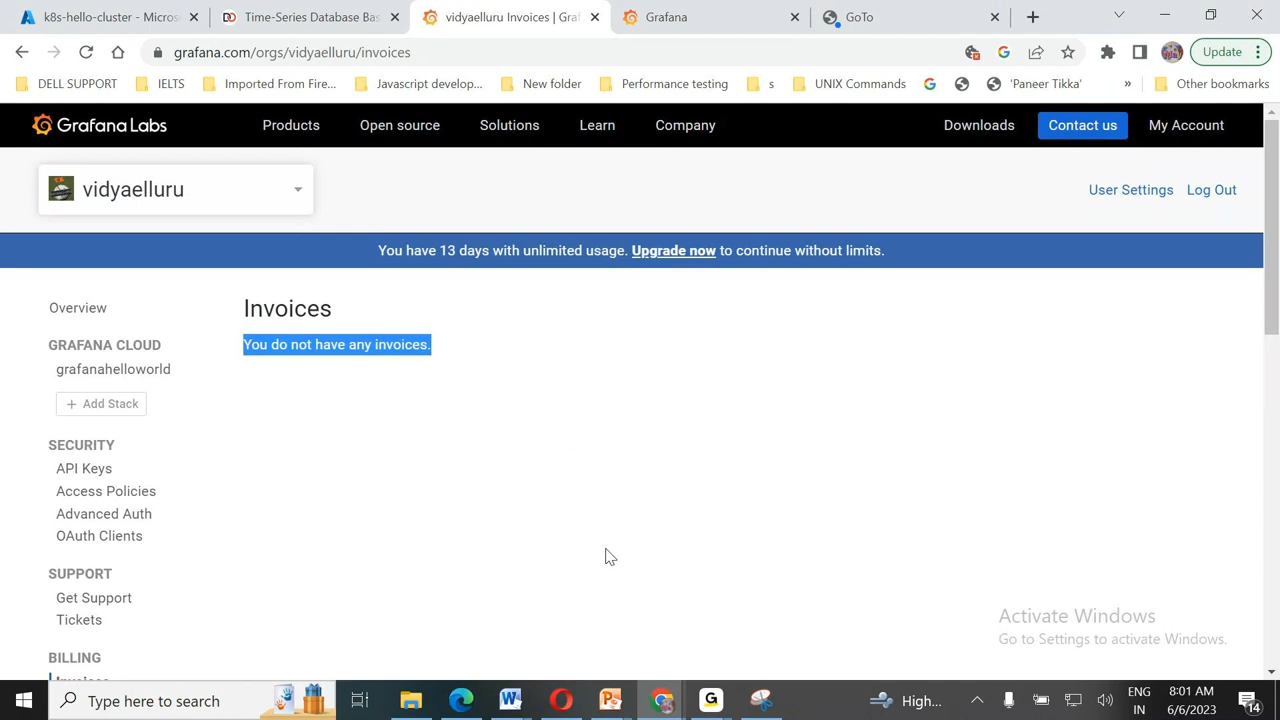 k8s-hello-cluster - Micros
Time-Series Database Bas
vidyaelluru Invoices | Graf
Grafana
GoTo
grafana.com/orgs/vidyaelluru/invoices
Update
DELL SUPPORT
IELTS
Imported From Fire...
Javascript develop...
New folder
Performance testing
s
UNIX Commands
'Paneer Tikka'
»
Other bookmarks
Grafana Labs
Products
Open source
Solutions
Learn
Company
Downloads
Contact us
My Account
vidyaelluru
User Settings
Log Out
You have 13 days with unlimited usage. Upgrade now to continue without limits.
Overview
GRAFANA CLOUD
grafanahelloworld
+ Add Stack
SECURITY
API Keys
Access Policies
Advanced Auth
OAuth Clients
SUPPORT
Get Support
Tickets
BILLING
Invoices
Invoices
You do not have any invoices.
Activate Windows
Go to Settings to activate Windows.
Type here to search
High...
ENG
IN
8:01 AM
6/6/2023
14